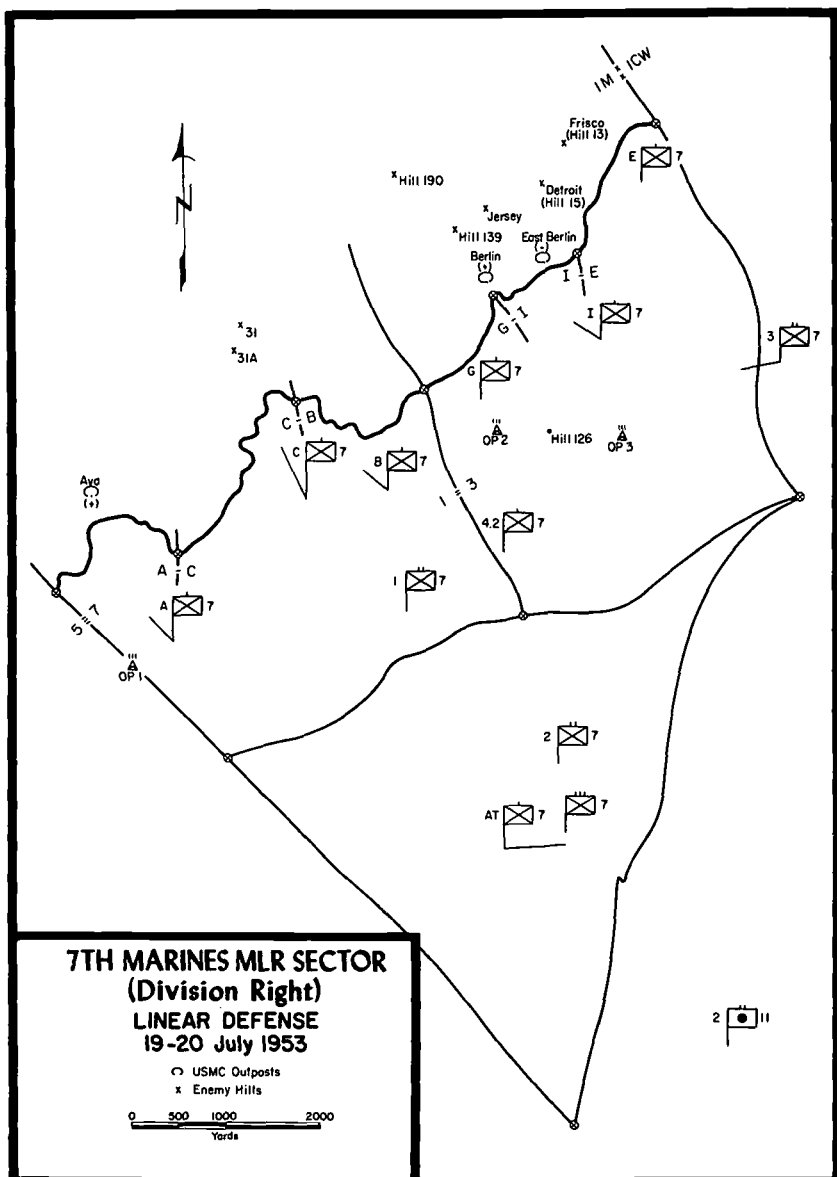 1M × 1CW
Frisco
(Hill 13)
E 7
x Hill 190
x Detroit
(Hill 15)
x Jersey
x Hill 139
East Berlin
(+)
Berlin
(+)
N
I E
G I
I 7
3 7
x 31
x 31A
G 7
C B
OP 2
Hill 126
OP 3
C 7
B 7
Ava
(+)
1 3
4.2 7
A C
1 7
A 7
5 7
OP 1
2 7
AT 7
7
7TH MARINES MLR SECTOR
(Division Right)
LINEAR DEFENSE
19-20 July 1953
USMC Outposts
x Enemy Hills
0 500 1000 2000
Yards
2 11